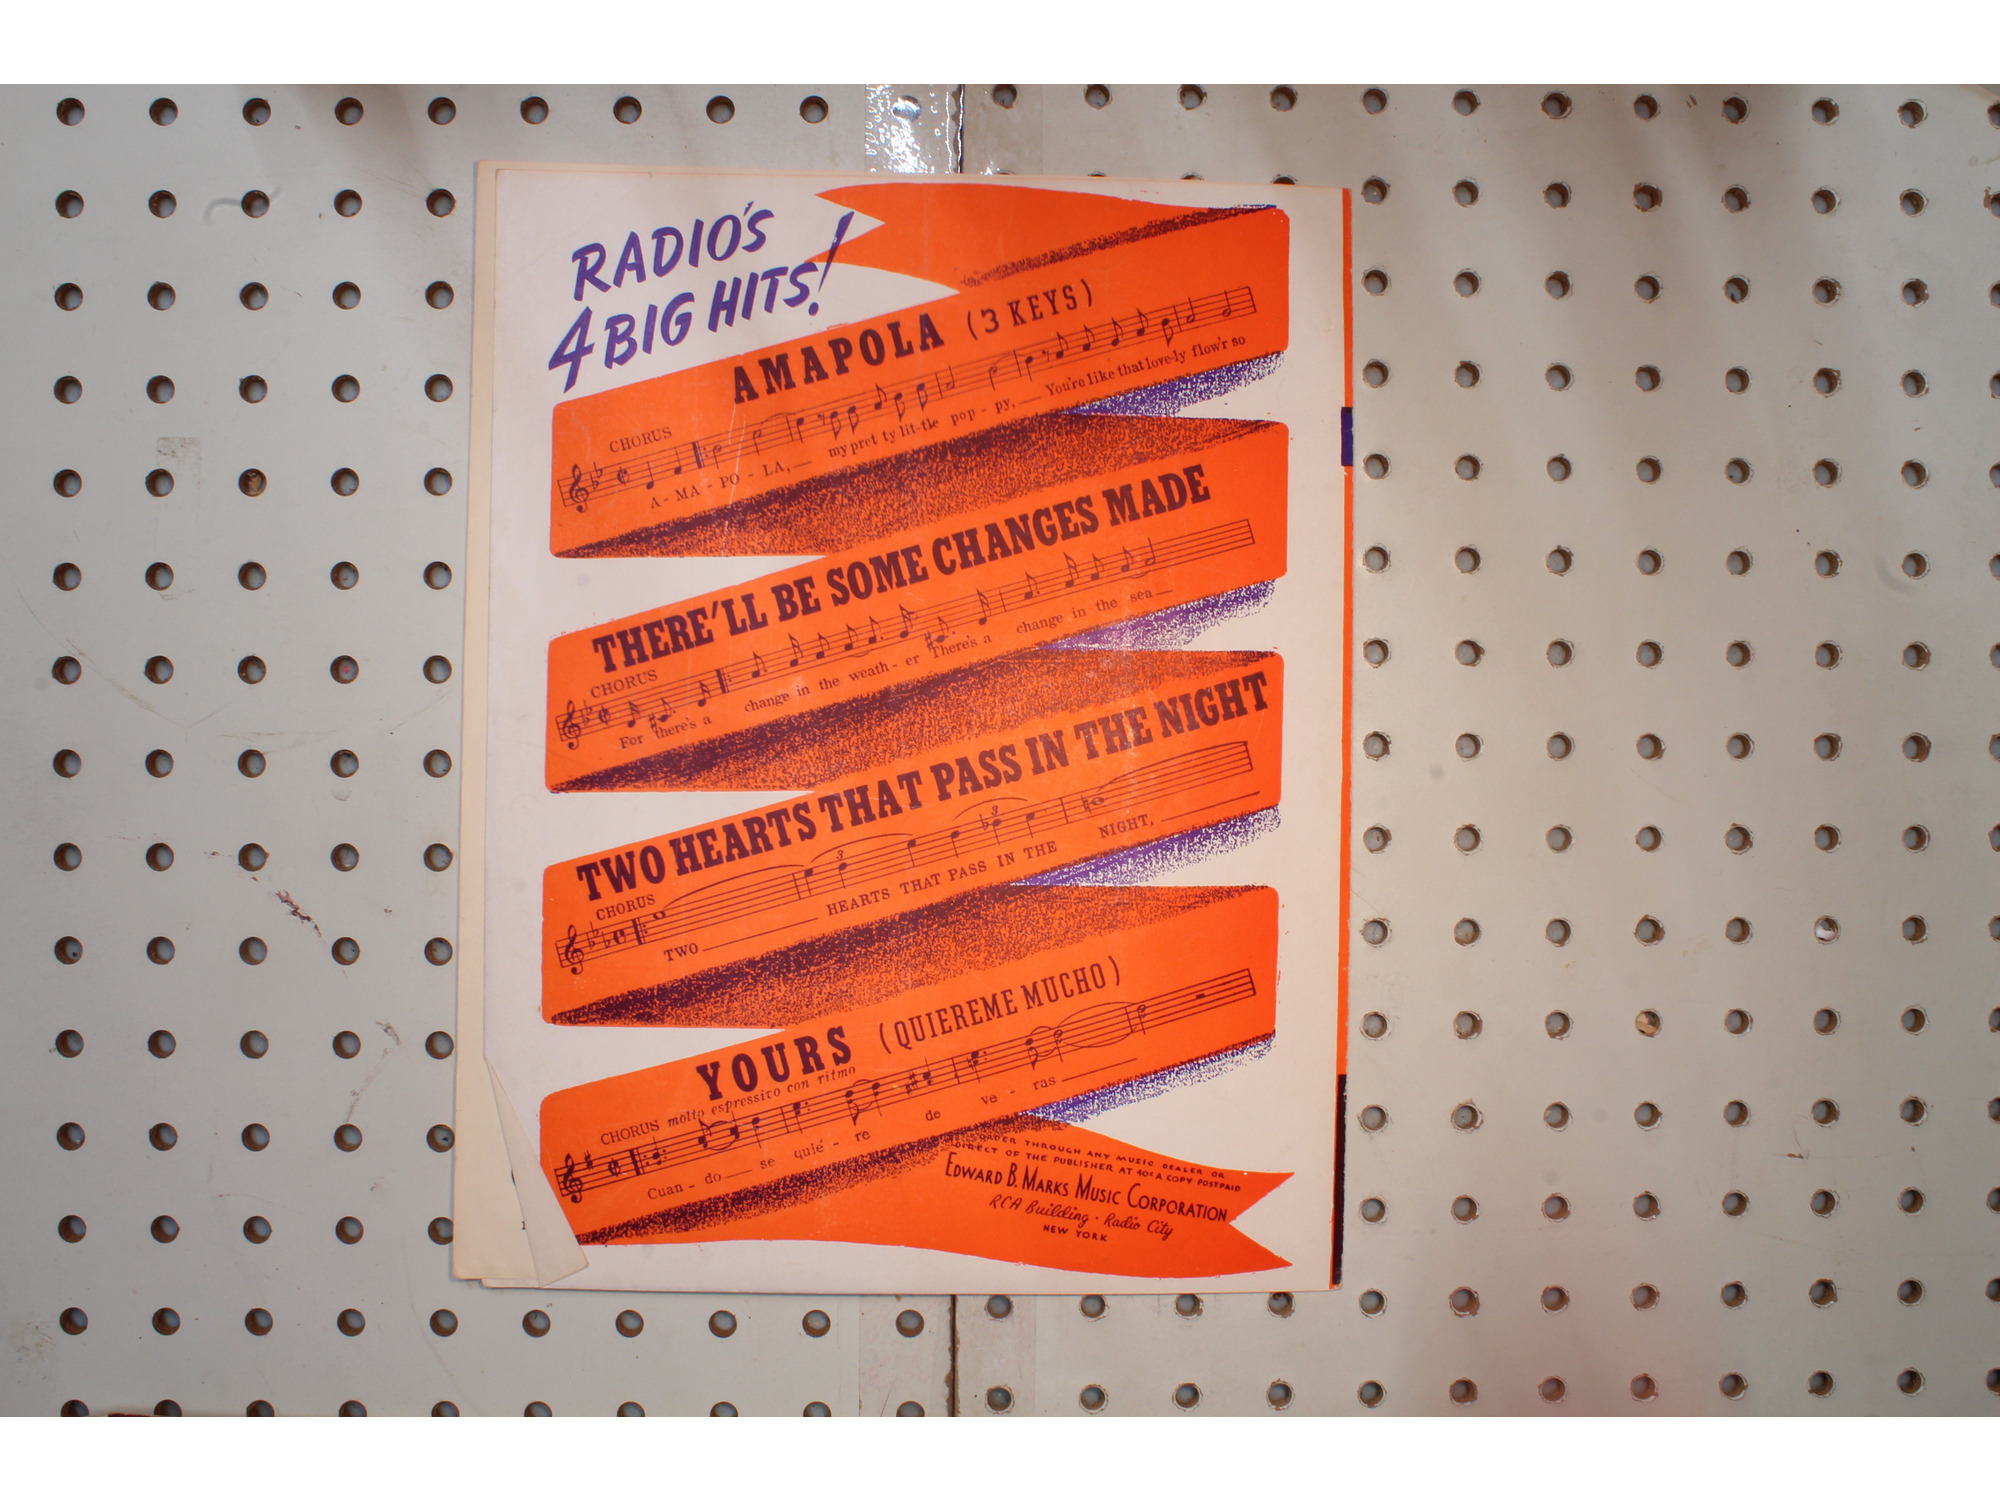 RADIO'S
4 BIG HITS!
AMAPOLA (3 KEYS)
CHORUS
A - MA - PO - LA, my pret ty lit-tle pop - py, You're like that love-ly flow'r so
THERE'LL BE SOME CHANGES MADE
CHORUS
For there's a change in the weath - er There's a change in the sea
TWO HEARTS THAT PASS IN THE NIGHT
CHORUS
TWO HEARTS THAT PASS IN THE NIGHT,
YOURS (QUIEREME MUCHO)
CHORUS molto espressivo con ritmo
Cuan - do se quié - re de ve - ras
ORDER THROUGH ANY MUSIC DEALER OR
DIRECT OF THE PUBLISHER AT 40¢ A COPY POSTPAID
EDWARD B. MARKS MUSIC CORPORATION
RCA Building - Radio City
NEW YORK